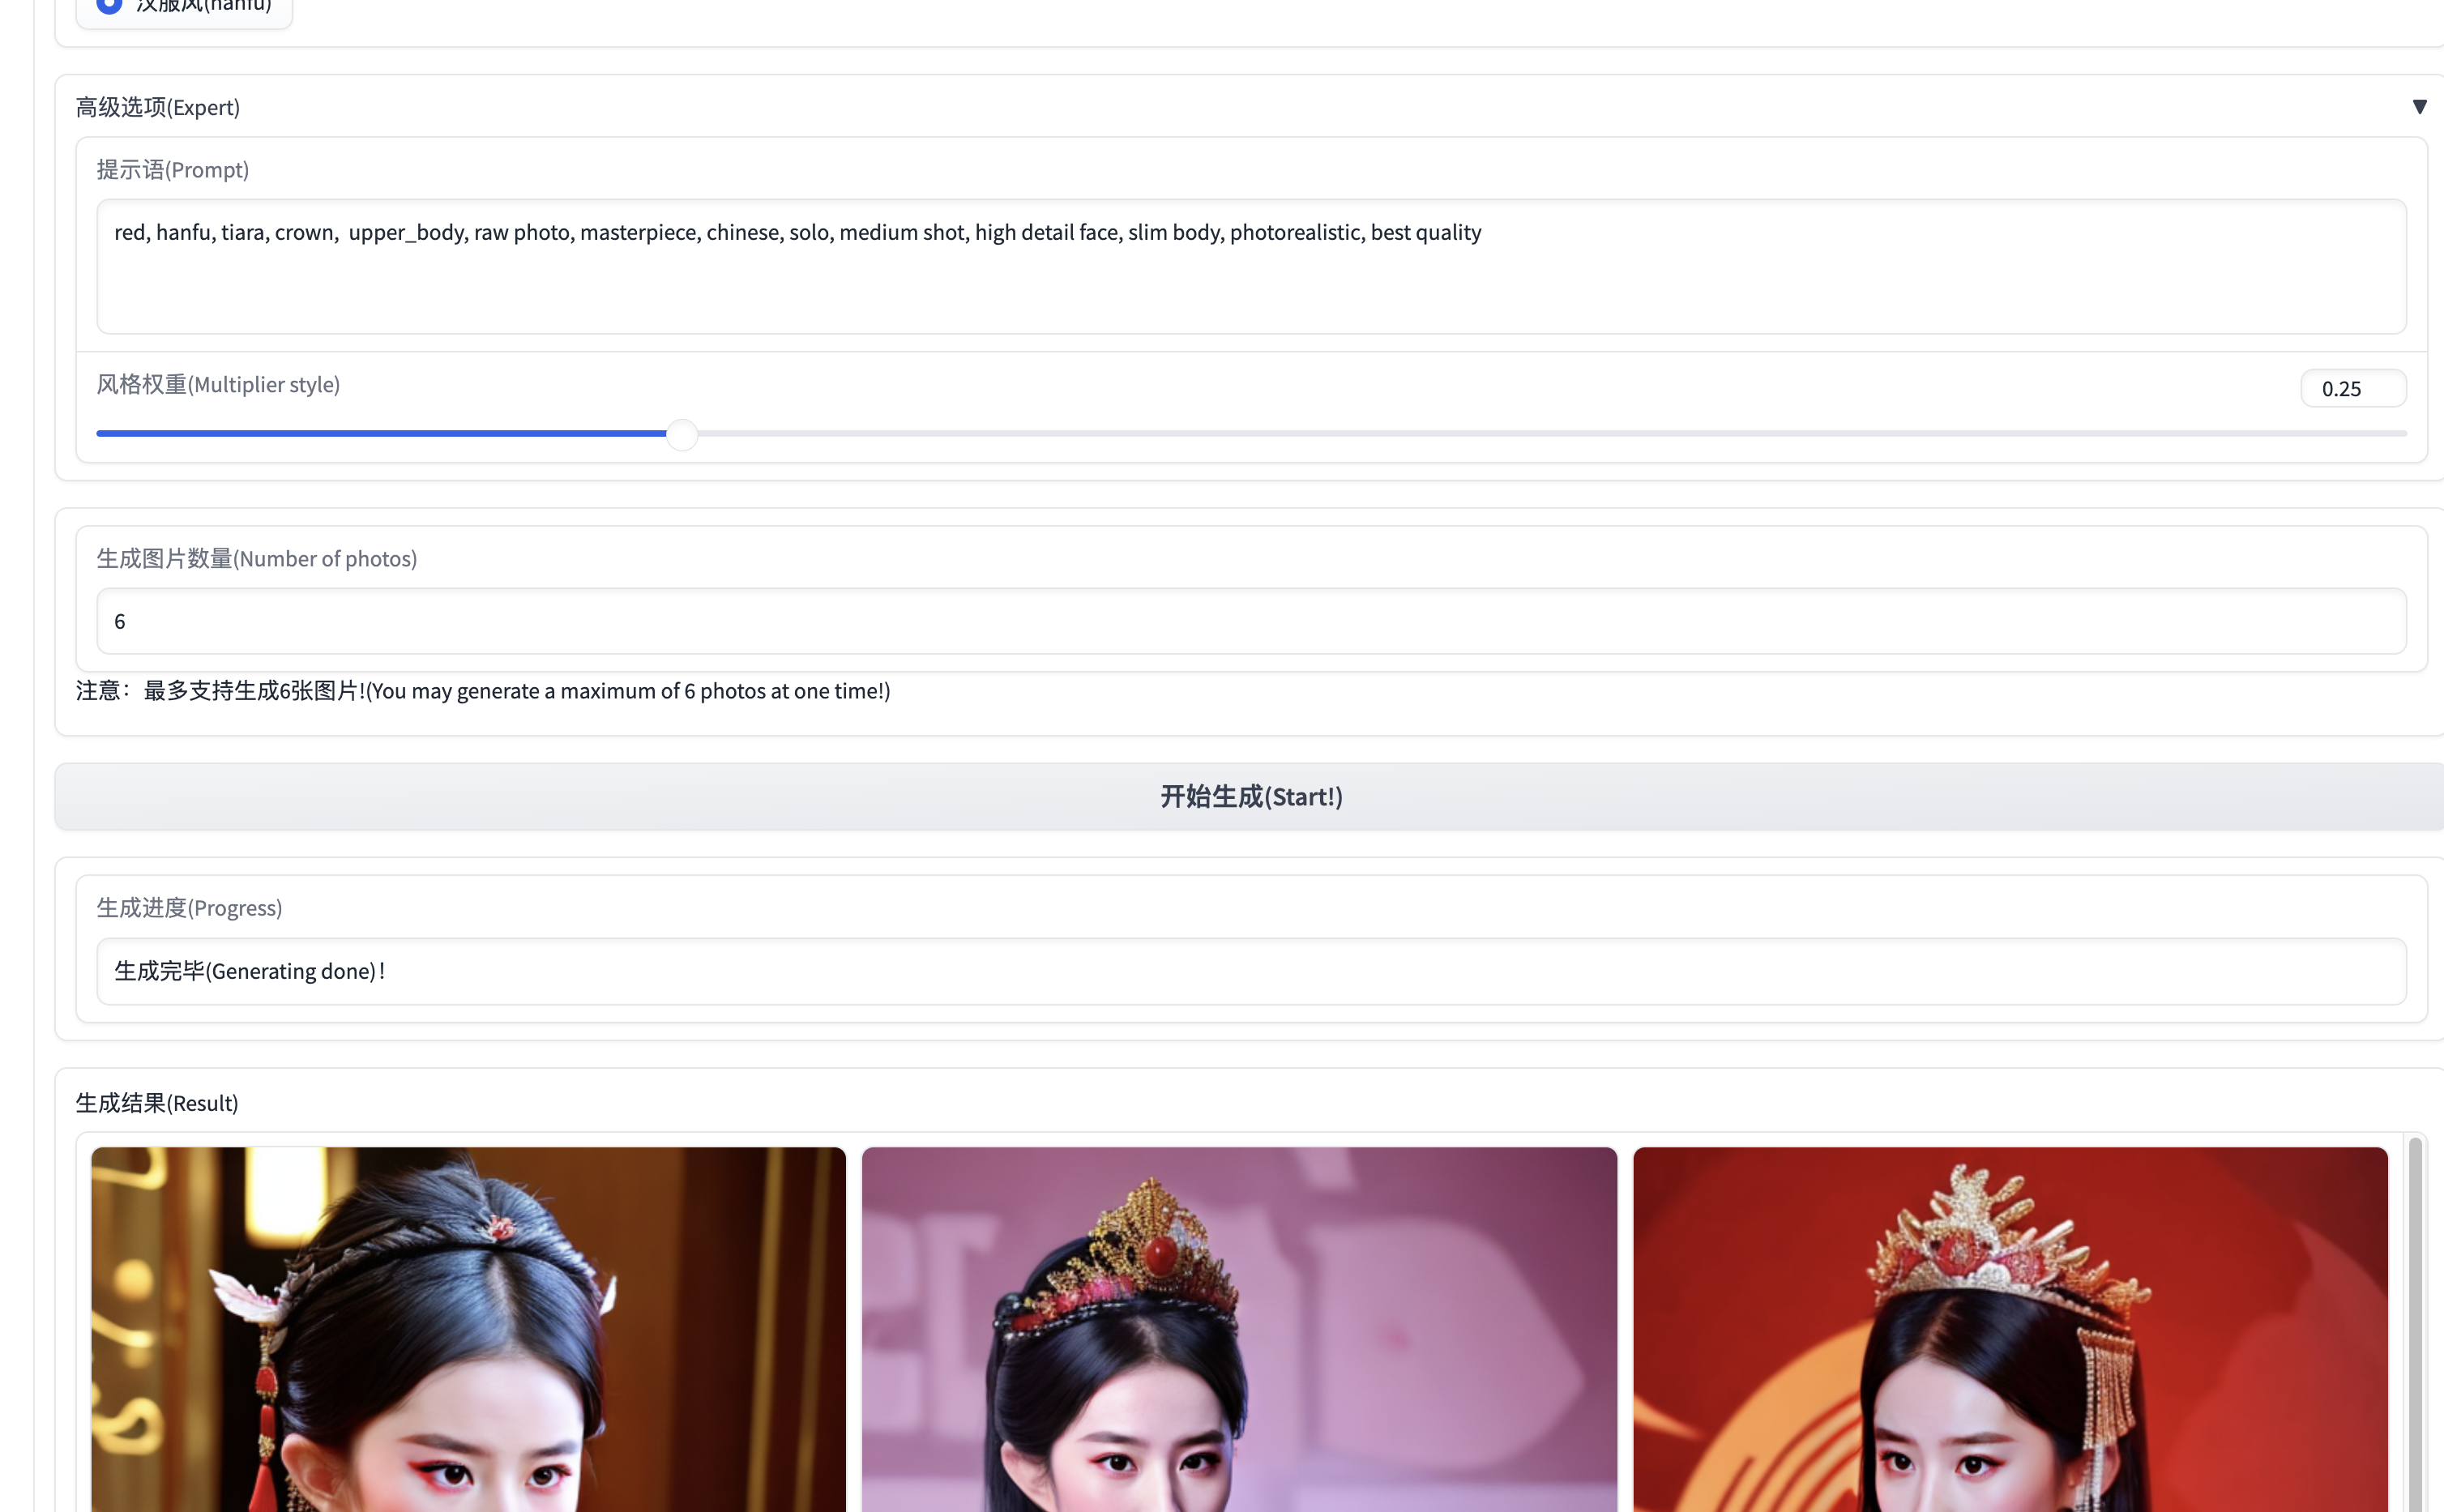 汉服风(hanfu)
高级选项(Expert)
▼
提示语(Prompt)
red, hanfu, tiara, crown,  upper_body, raw photo, masterpiece, chinese, solo, medium shot, high detail face, slim body, photorealistic, best quality
风格权重(Multiplier style)
0.25
生成图片数量(Number of photos)
6
注意：最多支持生成6张图片!(You may generate a maximum of 6 photos at one time!)
开始生成(Start!)
生成进度(Progress)
生成完毕(Generating done)！
生成结果(Result)